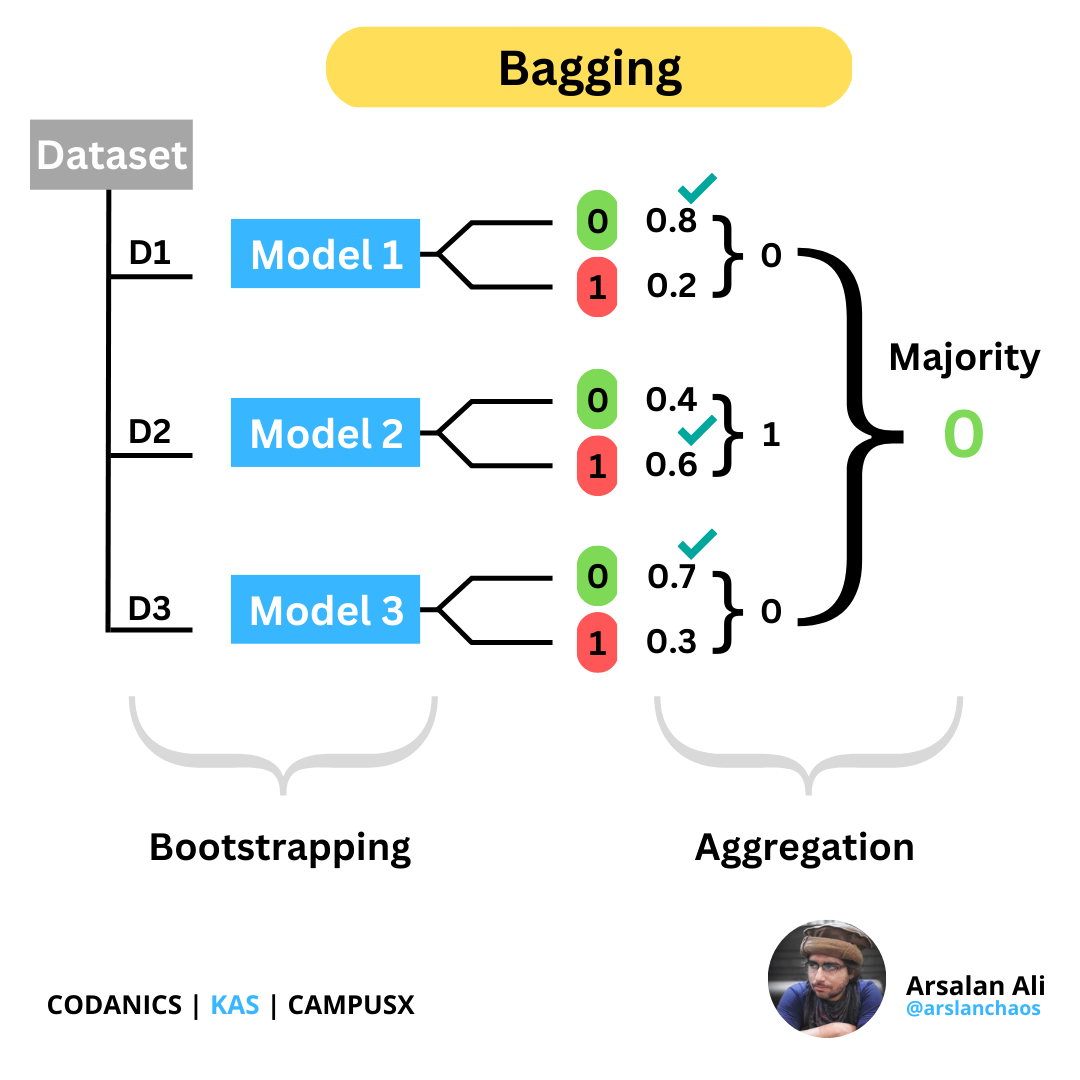 Bagging
Dataset
D1
Model 1
0 0.8
1 0.2
0
D2
Model 2
0 0.4
1 0.6
1
D3
Model 3
0 0.7
1 0.3
0
Majority
0
Bootstrapping
Aggregation
CODANICS | KAS | CAMPUSX
Arsalan Ali
@arslanchaos